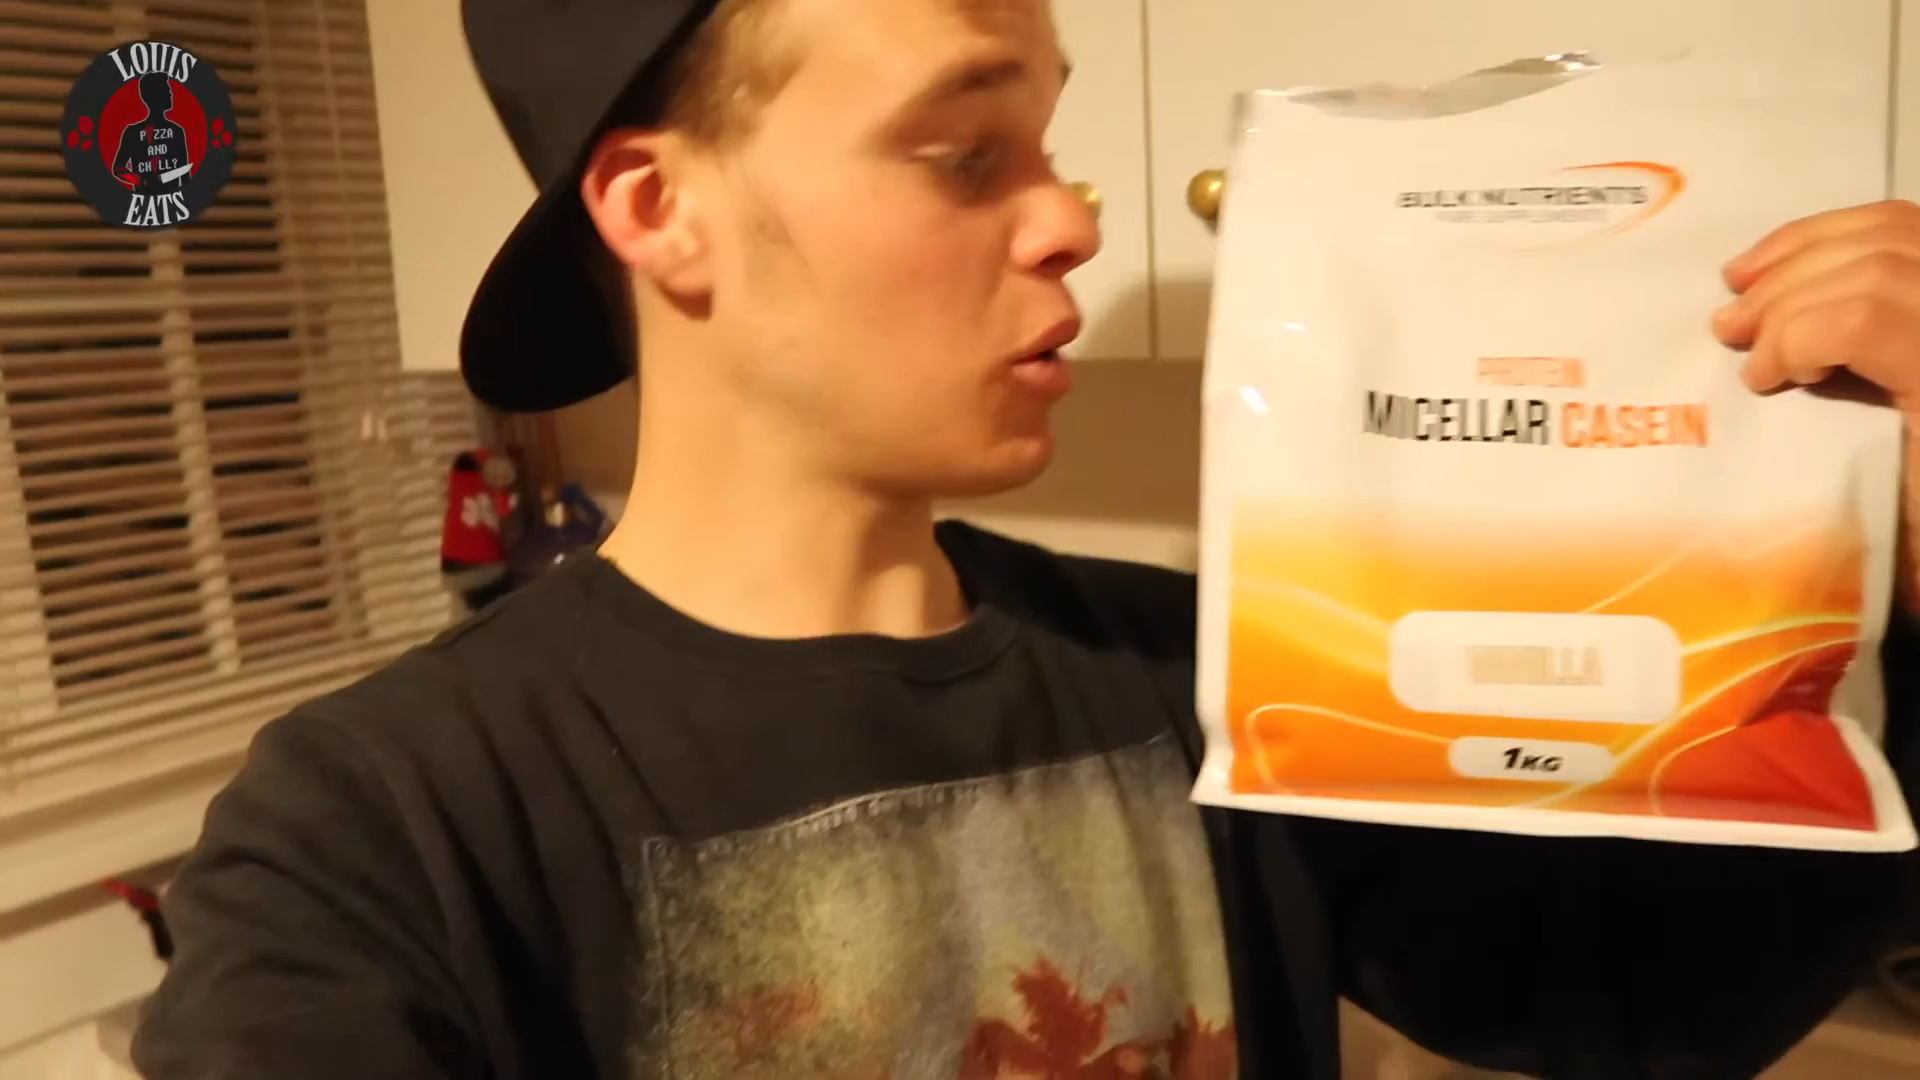 LOUIS
PIZZA
AND
CHILL?
EATS
BULK NUTRIENTS
PROTEIN
MICELLAR CASEIN
VANILLA
1KG